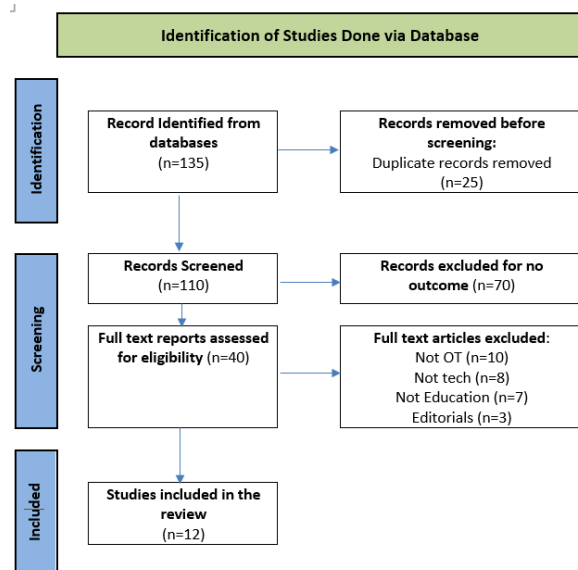 Identification of Studies Done via Database
Identification
Record Identified from
databases
(n=135)
Records removed before
screening:
Duplicate records removed
(n=25)
Screening
Records Screened
(n=110)
Records excluded for no
outcome (n=70)
Full text reports assessed
for eligibility (n=40)
Full text articles excluded:
Not OT (n=10)
Not tech (n=8)
Not Education (n=7)
Editorials (n=3)
Included
Studies included in the
review
(n=12)